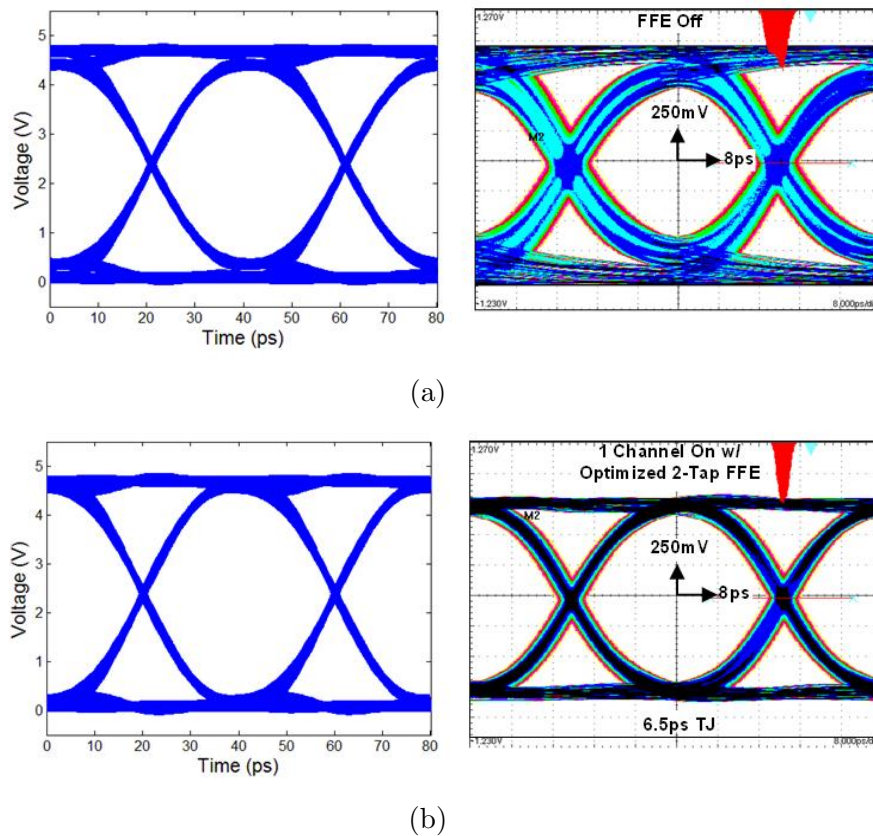 5
4
3
2
1
0
Voltage (V)
0 10 20 30 40 50 60 70 80
Time (ps)
1.270V
FFE Off
M2
250mV
8ps
-1.230V
8.000ps/di
(a)
5
4
3
2
1
0
Voltage (V)
0 10 20 30 40 50 60 70 80
Time (ps)
1.270V
1 Channel On w/
Optimized 2-Tap FFE
M2
250mV
8ps
6.5ps TJ
-1.230V
8.000ps/di
(b)